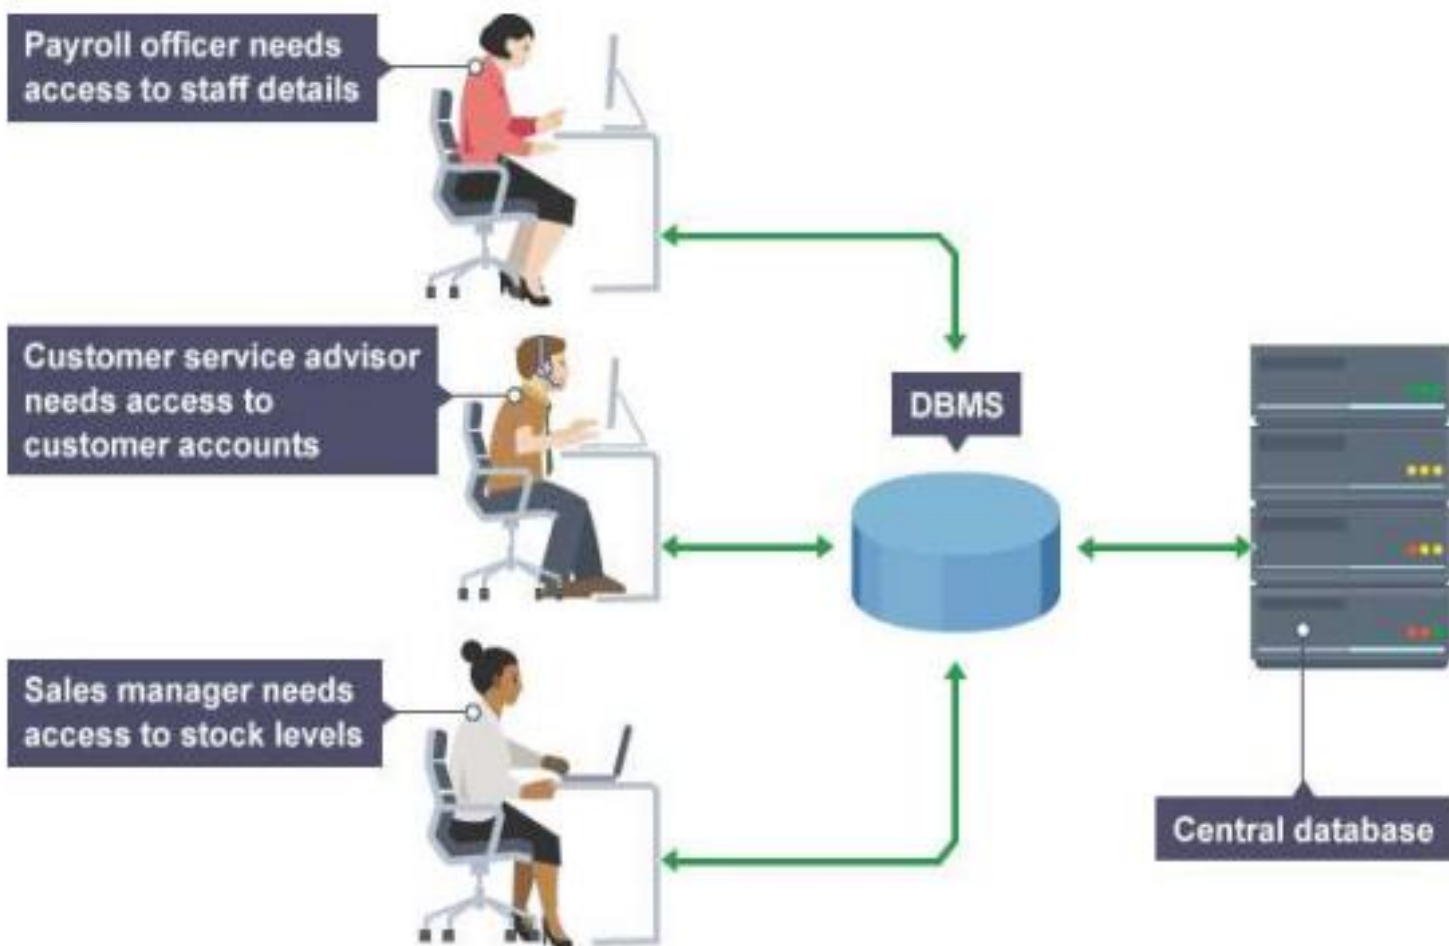 Payroll officer needs
access to staff details
Customer service advisor
needs access to
customer accounts
DBMS
Sales manager needs
access to stock levels
Central database